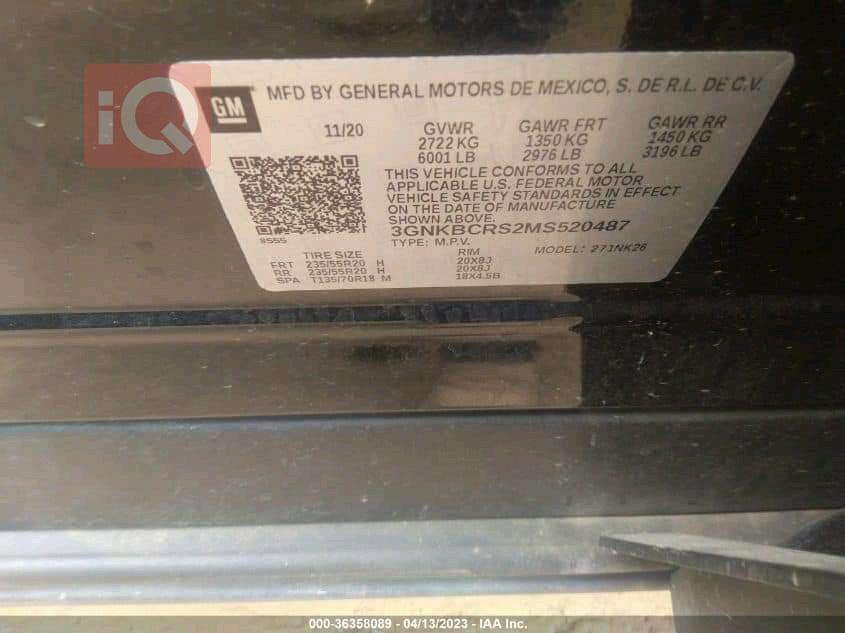 iQ
GM
MFD BY GENERAL MOTORS DE MEXICO, S. DE R.L. DE C.V.
11/20 GVWR GAWR FRT GAWR RR
2722 KG 1350 KG 1450 KG
6001 LB 2976 LB 3196 LB
THIS VEHICLE CONFORMS TO ALL
APPLICABLE U.S. FEDERAL MOTOR
VEHICLE SAFETY STANDARDS IN EFFECT
ON THE DATE OF MANUFACTURE
SHOWN ABOVE.
3GNKBCRS2MS520487
TYPE: M.P.V. MODEL: 271NK26
8555
TIRE SIZE RIM
FRT 235/55R20 H 20X8J
RR 235/55R20 H 20X8J
SPA T135/70R18 M 18X4.5B
000-36358089 - 04/13/2023 - IAA Inc.